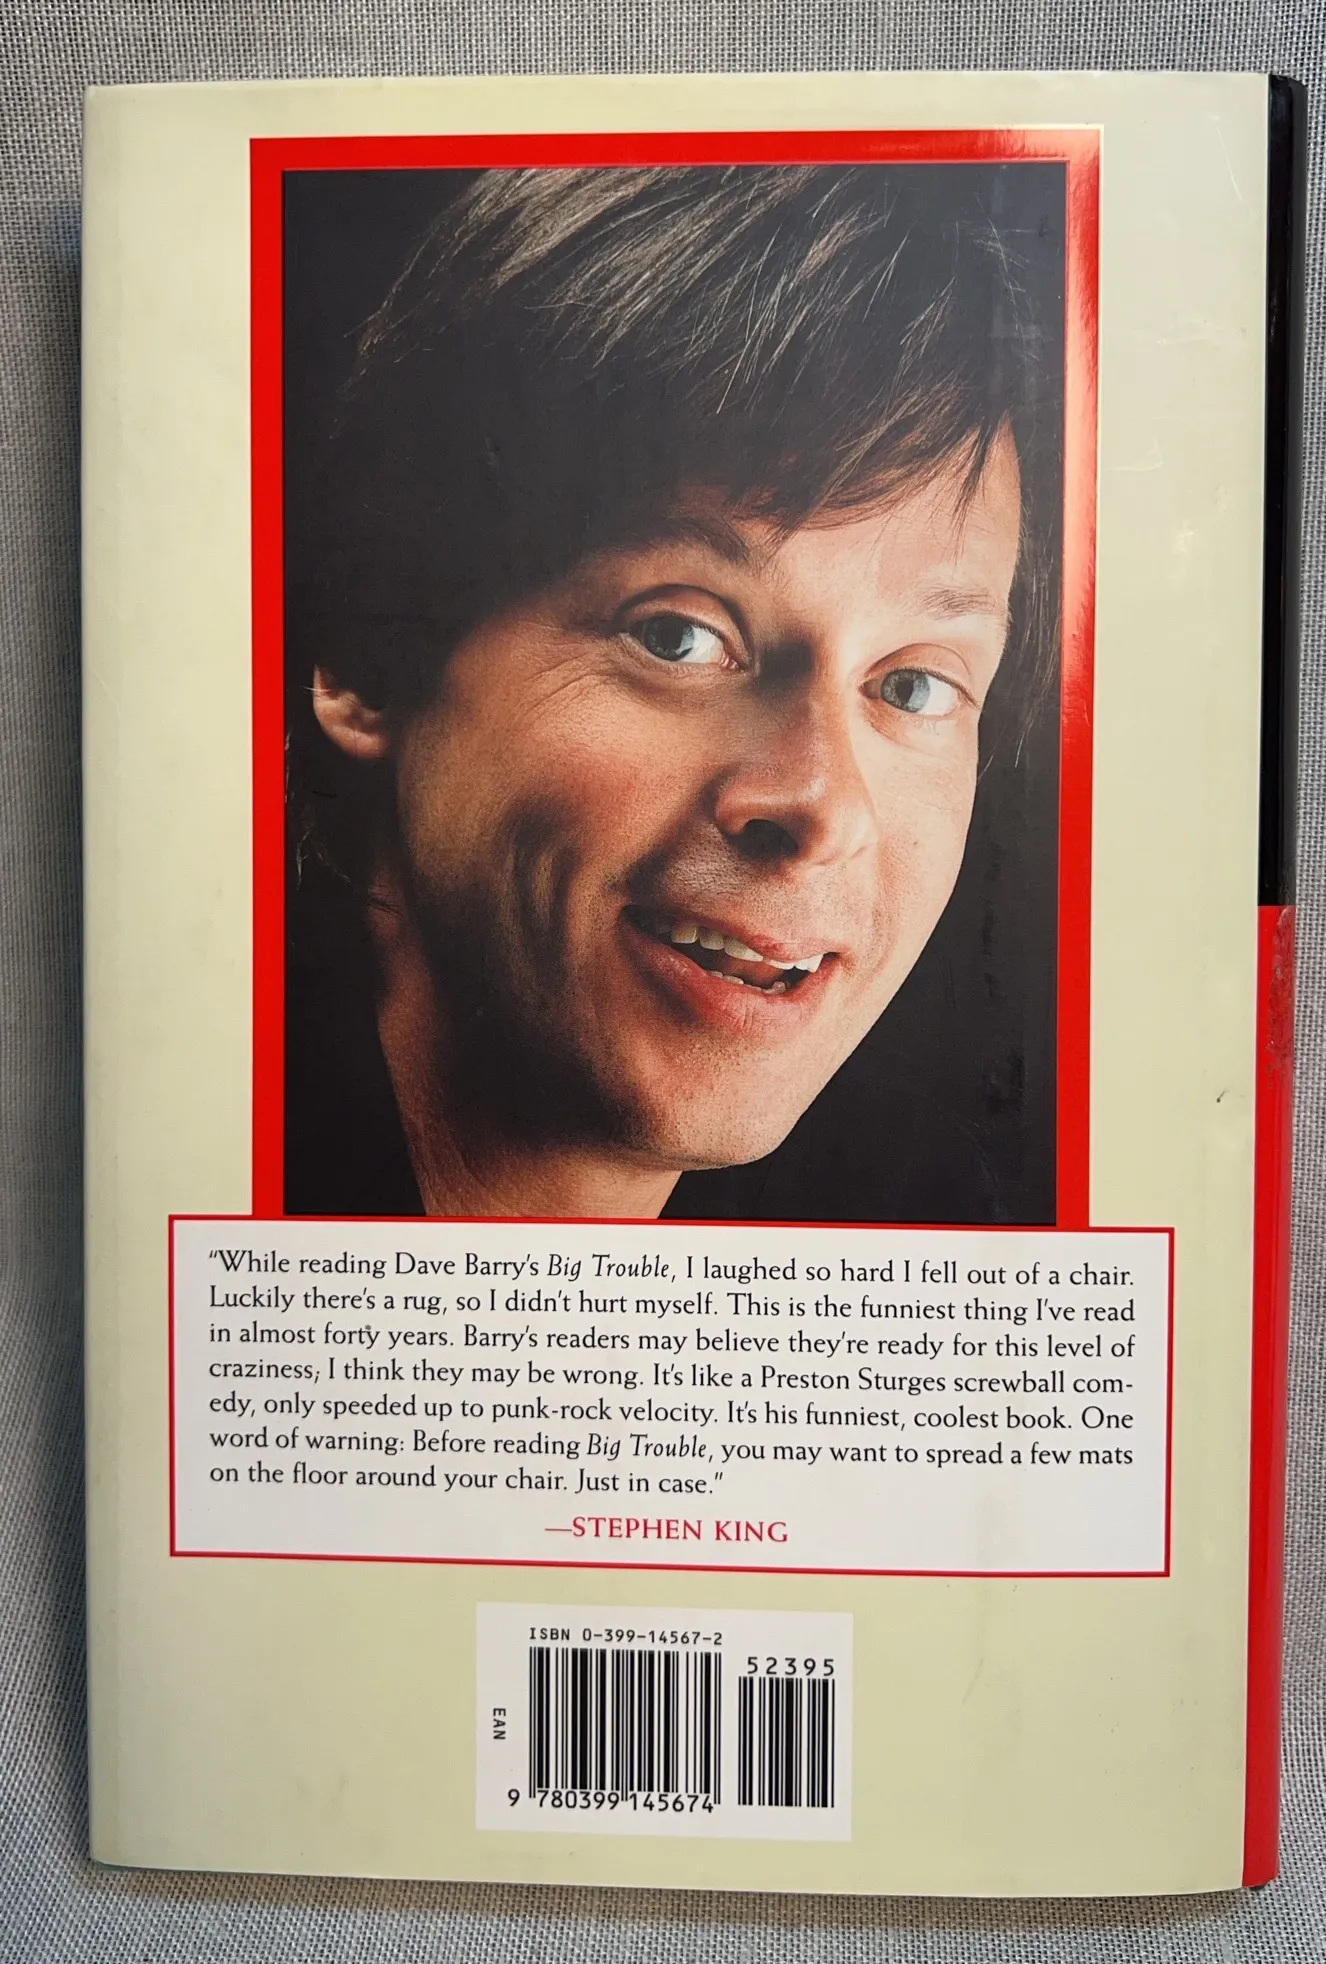 “While reading Dave Barry's Big Trouble, I laughed so hard I fell out of a chair.
Luckily there's a rug, so I didn't hurt myself. This is the funniest thing I've read
in almost forty years. Barry's readers may believe they're ready for this level of
craziness; I think they may be wrong. It's like a Preston Sturges screwball com-
edy, only speeded up to punk-rock velocity. It's his funniest, coolest book. One
word of warning: Before reading Big Trouble, you may want to spread a few mats
on the floor around your chair. Just in case.”
—STEPHEN KING
ISBN 0-399-14567-2
52395
EAN
9 780399 145674